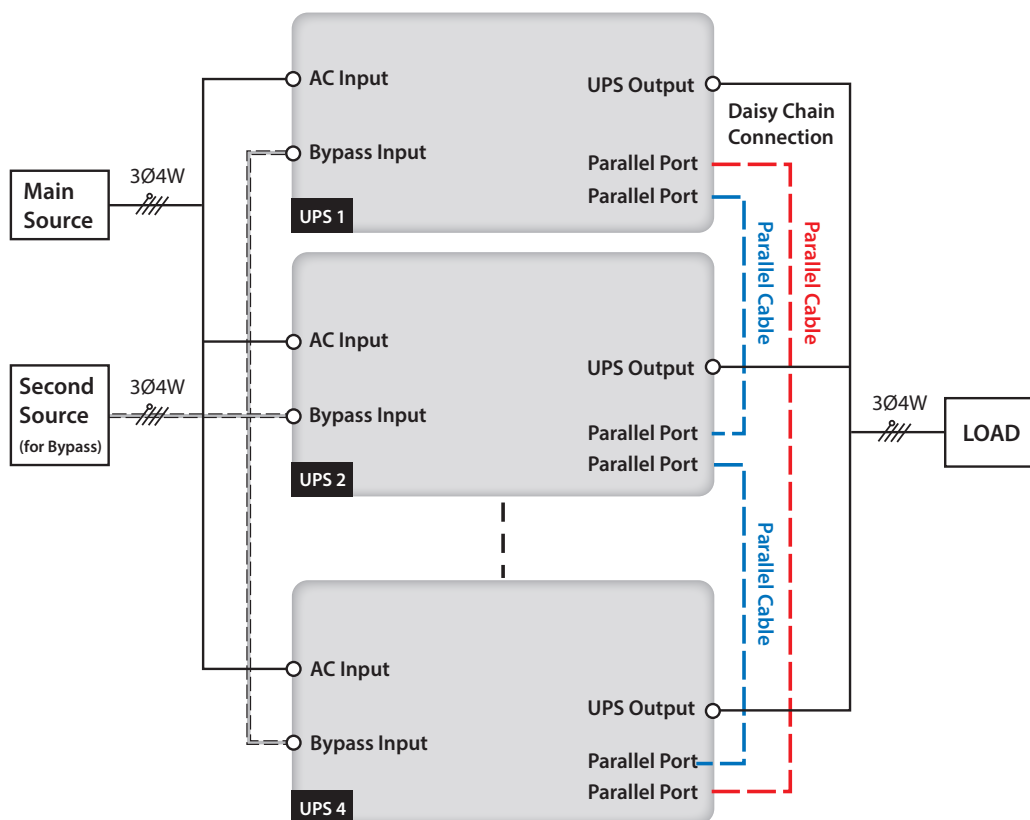 AC Input
UPS Output
Daisy Chain
Connection
Bypass Input
Parallel Port
Parallel Port
UPS 1
Main
Source
3Ø4W
Parallel Cable
Parallel Cable
AC Input
UPS Output
Second
Source
(for Bypass)
3Ø4W
Bypass Input
Parallel Port
Parallel Port
UPS 2
3Ø4W
LOAD
Parallel Cable
AC Input
UPS Output
Bypass Input
Parallel Port
Parallel Port
UPS 4